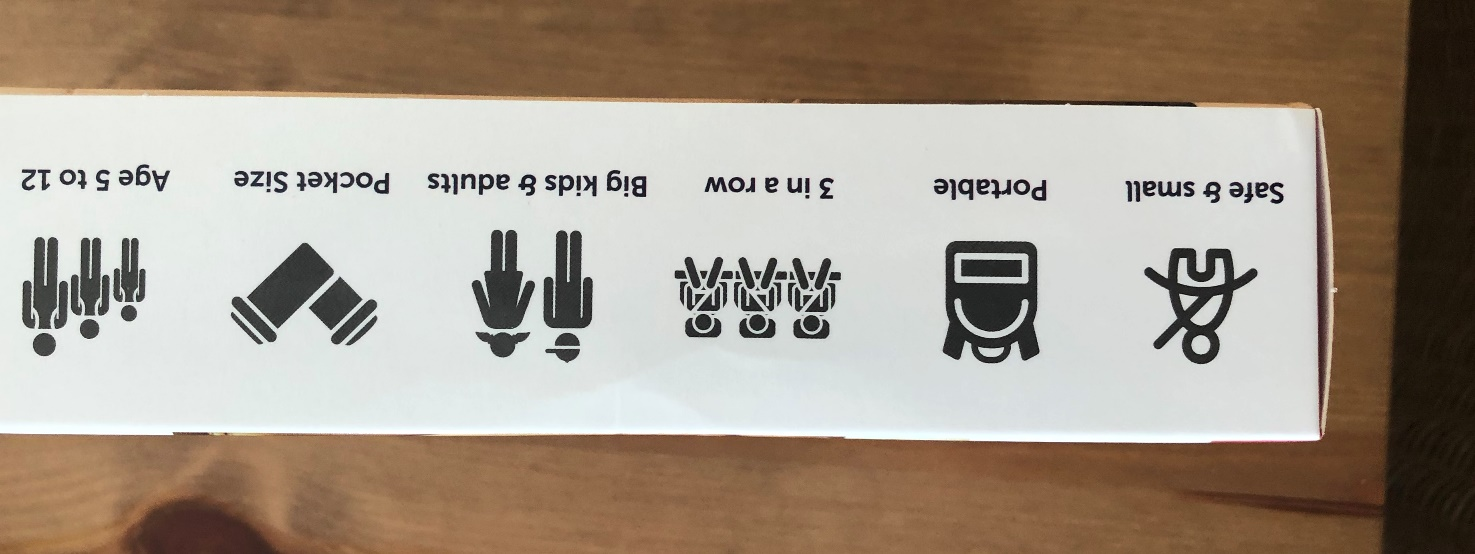 Safe & small
Portable
3 in a row
Big kids & adults
Pocket Size
Age 5 to 12